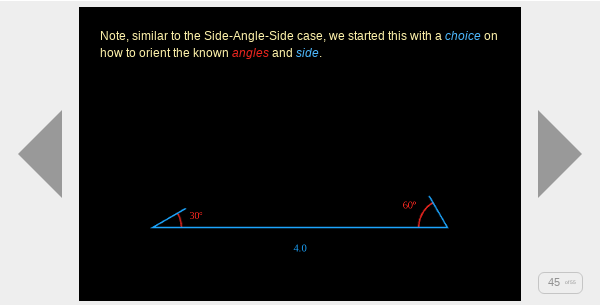 Note, similar to the Side-Angle-Side case, we started this with a choice on
how to orient the known angles and side.
30°
60°
4.0
45